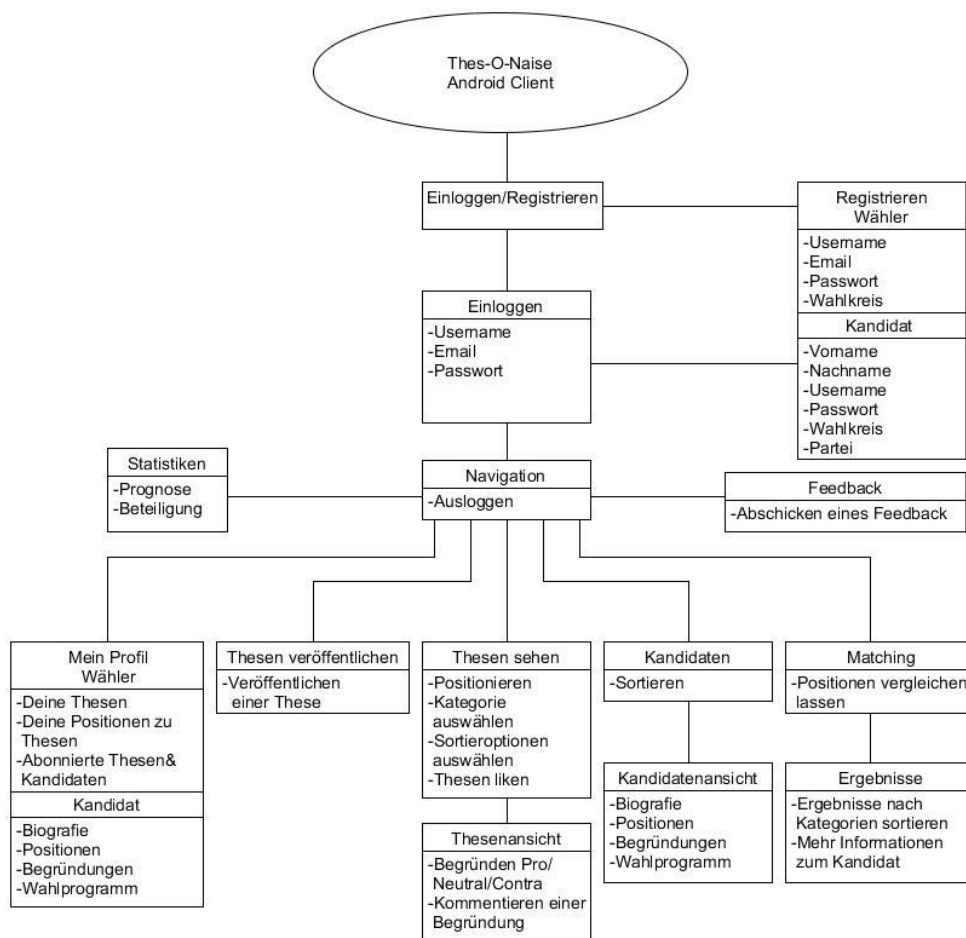 Thes-O-Naise
Android Client
Einloggen/Registrieren
Registrieren
Wähler
-Username
-Email
-Passwort
-Wahlkreis
Kandidat
-Vorname
-Nachname
-Username
-Passwort
-Wahlkreis
-Partei
Einloggen
-Username
-Email
-Passwort
Statistiken
-Prognose
-Beteiligung
Navigation
-Ausloggen
Feedback
-Abschicken eines Feedback
Mein Profil
Wähler
-Deine Thesen
-Deine Positionen zu
Thesen
-Abonnierte Thesen&
Kandidaten
Kandidat
-Biografie
-Positionen
-Begründungen
-Wahlprogramm
Thesen veröffentlichen
-Veröffentlichen
einer These
Thesen sehen
-Positionieren
-Kategorie
auswählen
-Sortieroptionen
auswählen
-Thesen liken
Thesenansicht
-Begründen Pro/
Neutral/Contra
-Kommentieren einer
Begründung
Kandidaten
-Sortieren
Kandidatenansicht
-Biografie
-Positionen
-Begründungen
-Wahlprogramm
Matching
-Positionen vergleichen
lassen
Ergebnisse
-Ergebnisse nach
Kategorien sortieren
-Mehr Informationen
zum Kandidat